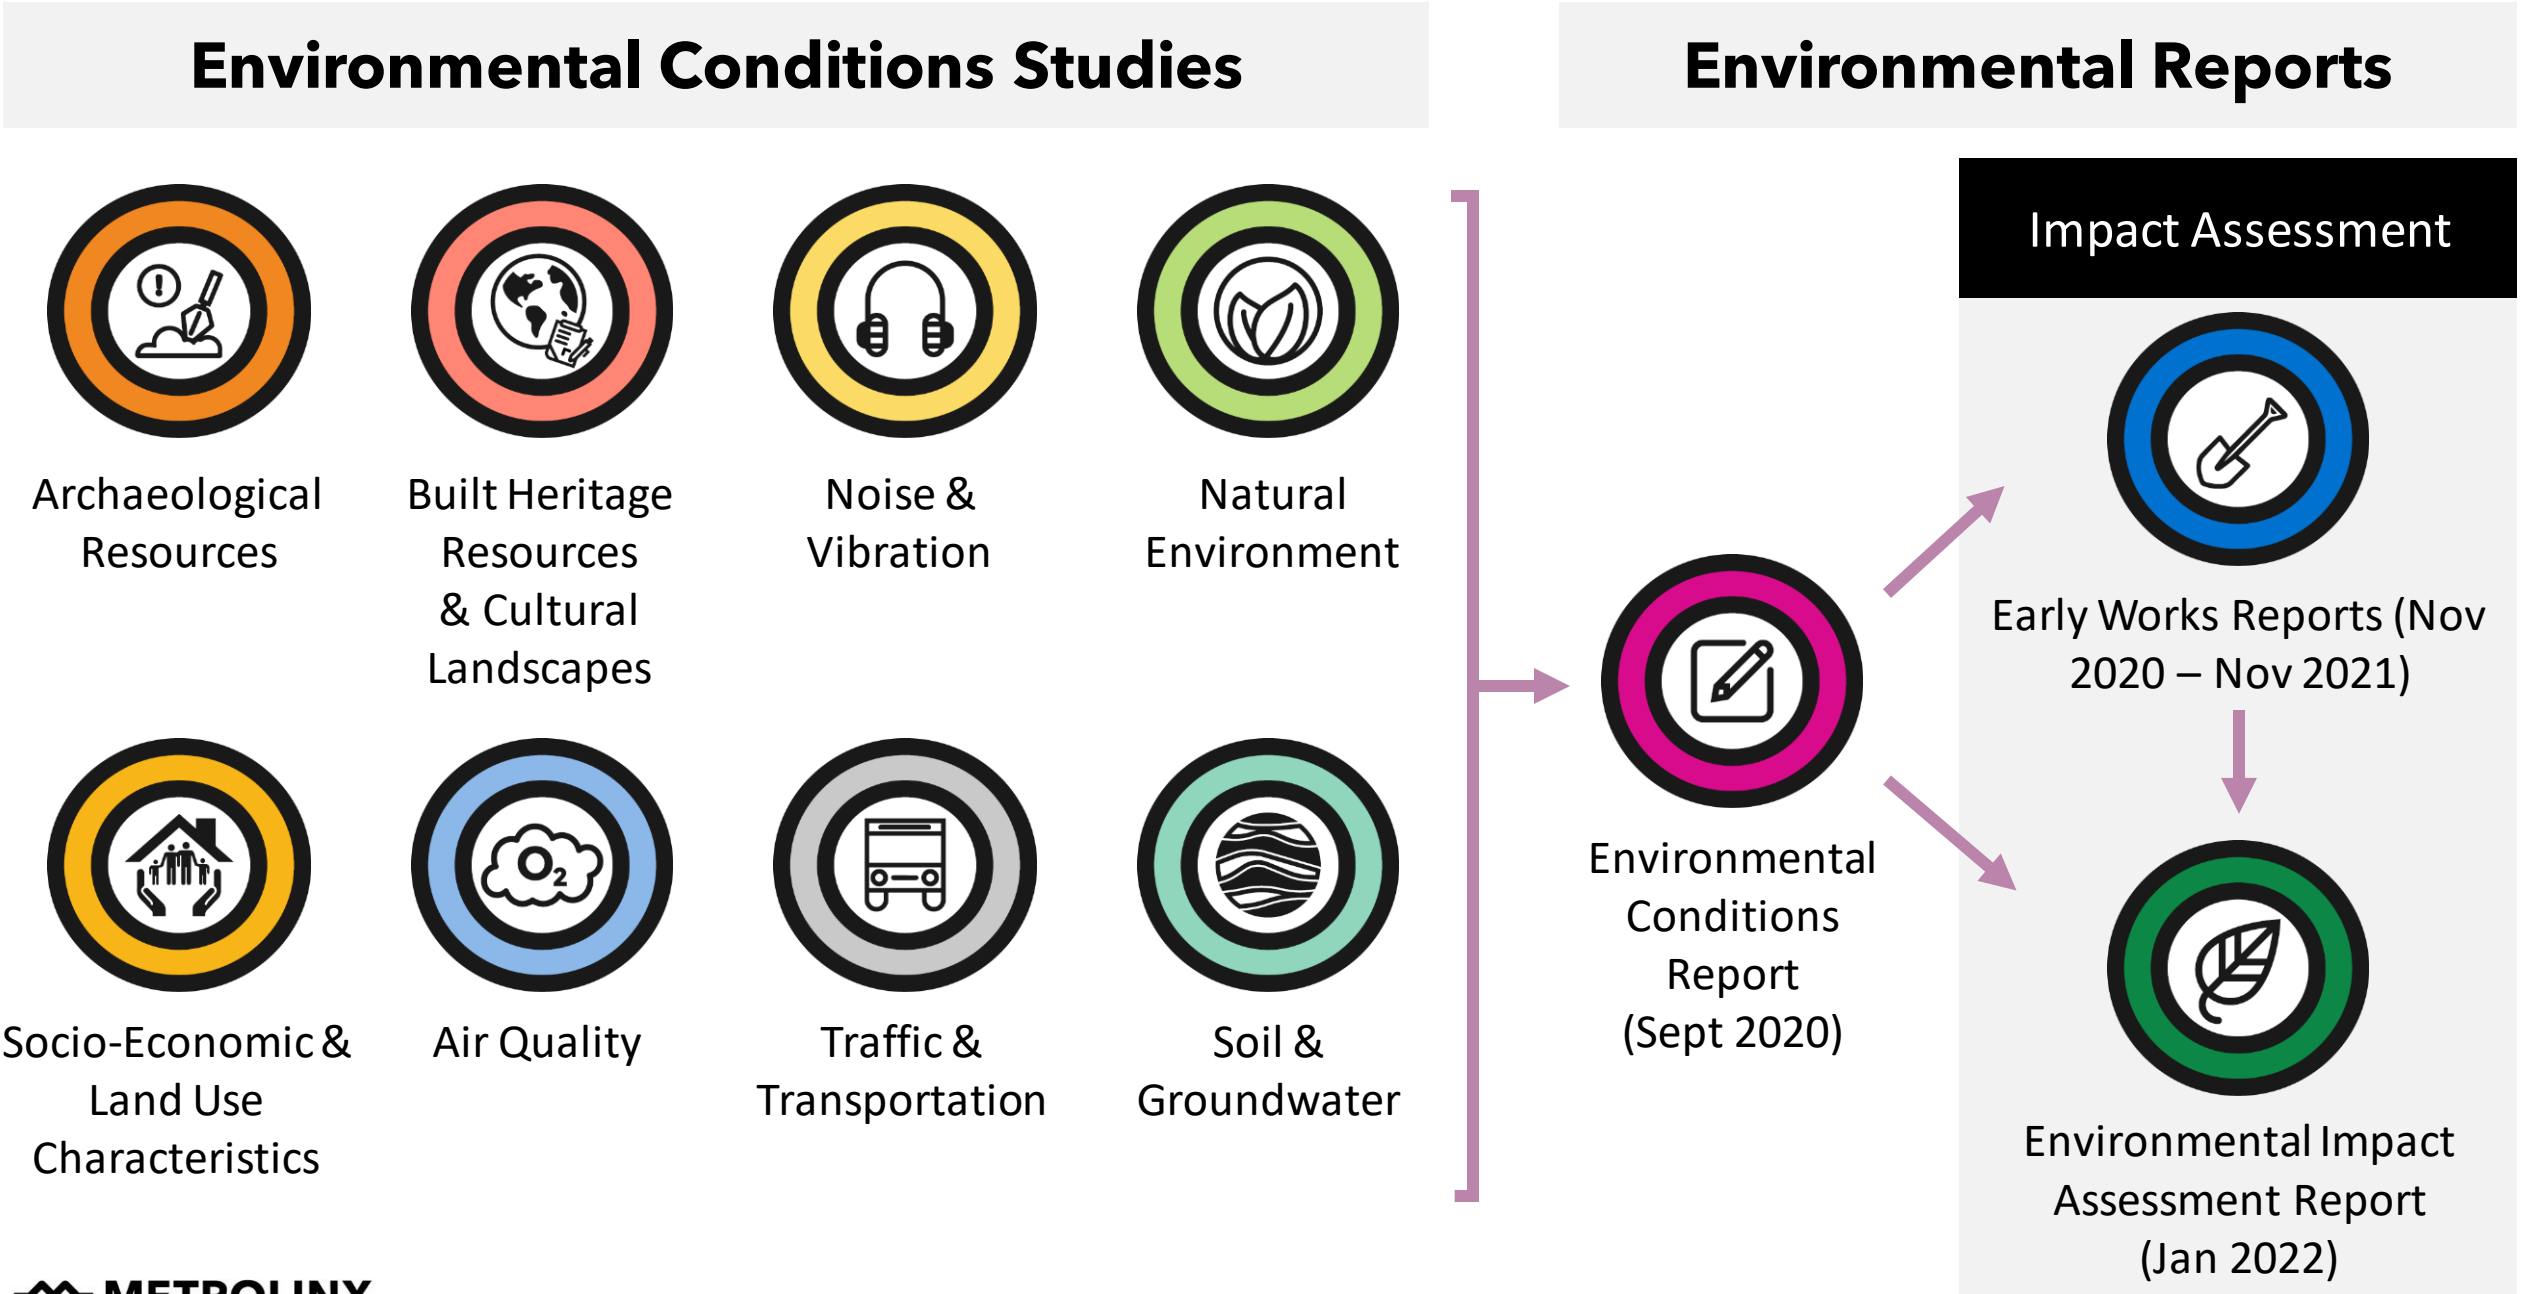 Environmental Conditions Studies
Environmental Reports
Archaeological
Resources
Built Heritage
Resources
& Cultural
Landscapes
Noise &
Vibration
Natural
Environment
Socio-Economic &
Land Use
Characteristics
O2
Air Quality
Traffic &
Transportation
Soil &
Groundwater
Environmental
Conditions
Report
(Sept 2020)
Impact Assessment
Early Works Reports (Nov
2020 – Nov 2021)
Environmental Impact
Assessment Report
(Jan 2022)
METROLINX